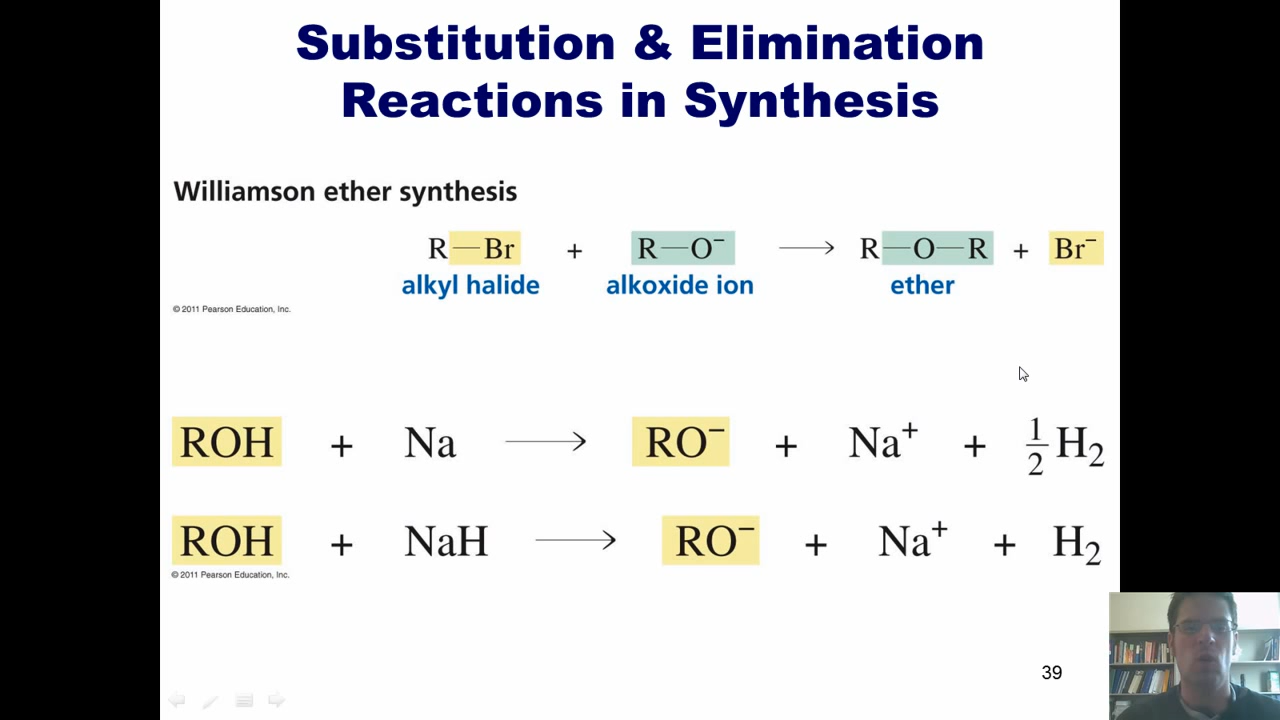 Substitution & Elimination
Reactions in Synthesis
Williamson ether synthesis
R—Br + R—O⁻ ⟶ R—O—R + Br⁻
alkyl halide alkoxide ion ether
© 2011 Pearson Education, Inc.
ROH + Na ⟶ RO⁻ + Na⁺ + 1/2 H₂
ROH + NaH ⟶ RO⁻ + Na⁺ + H₂
© 2011 Pearson Education, Inc.
39